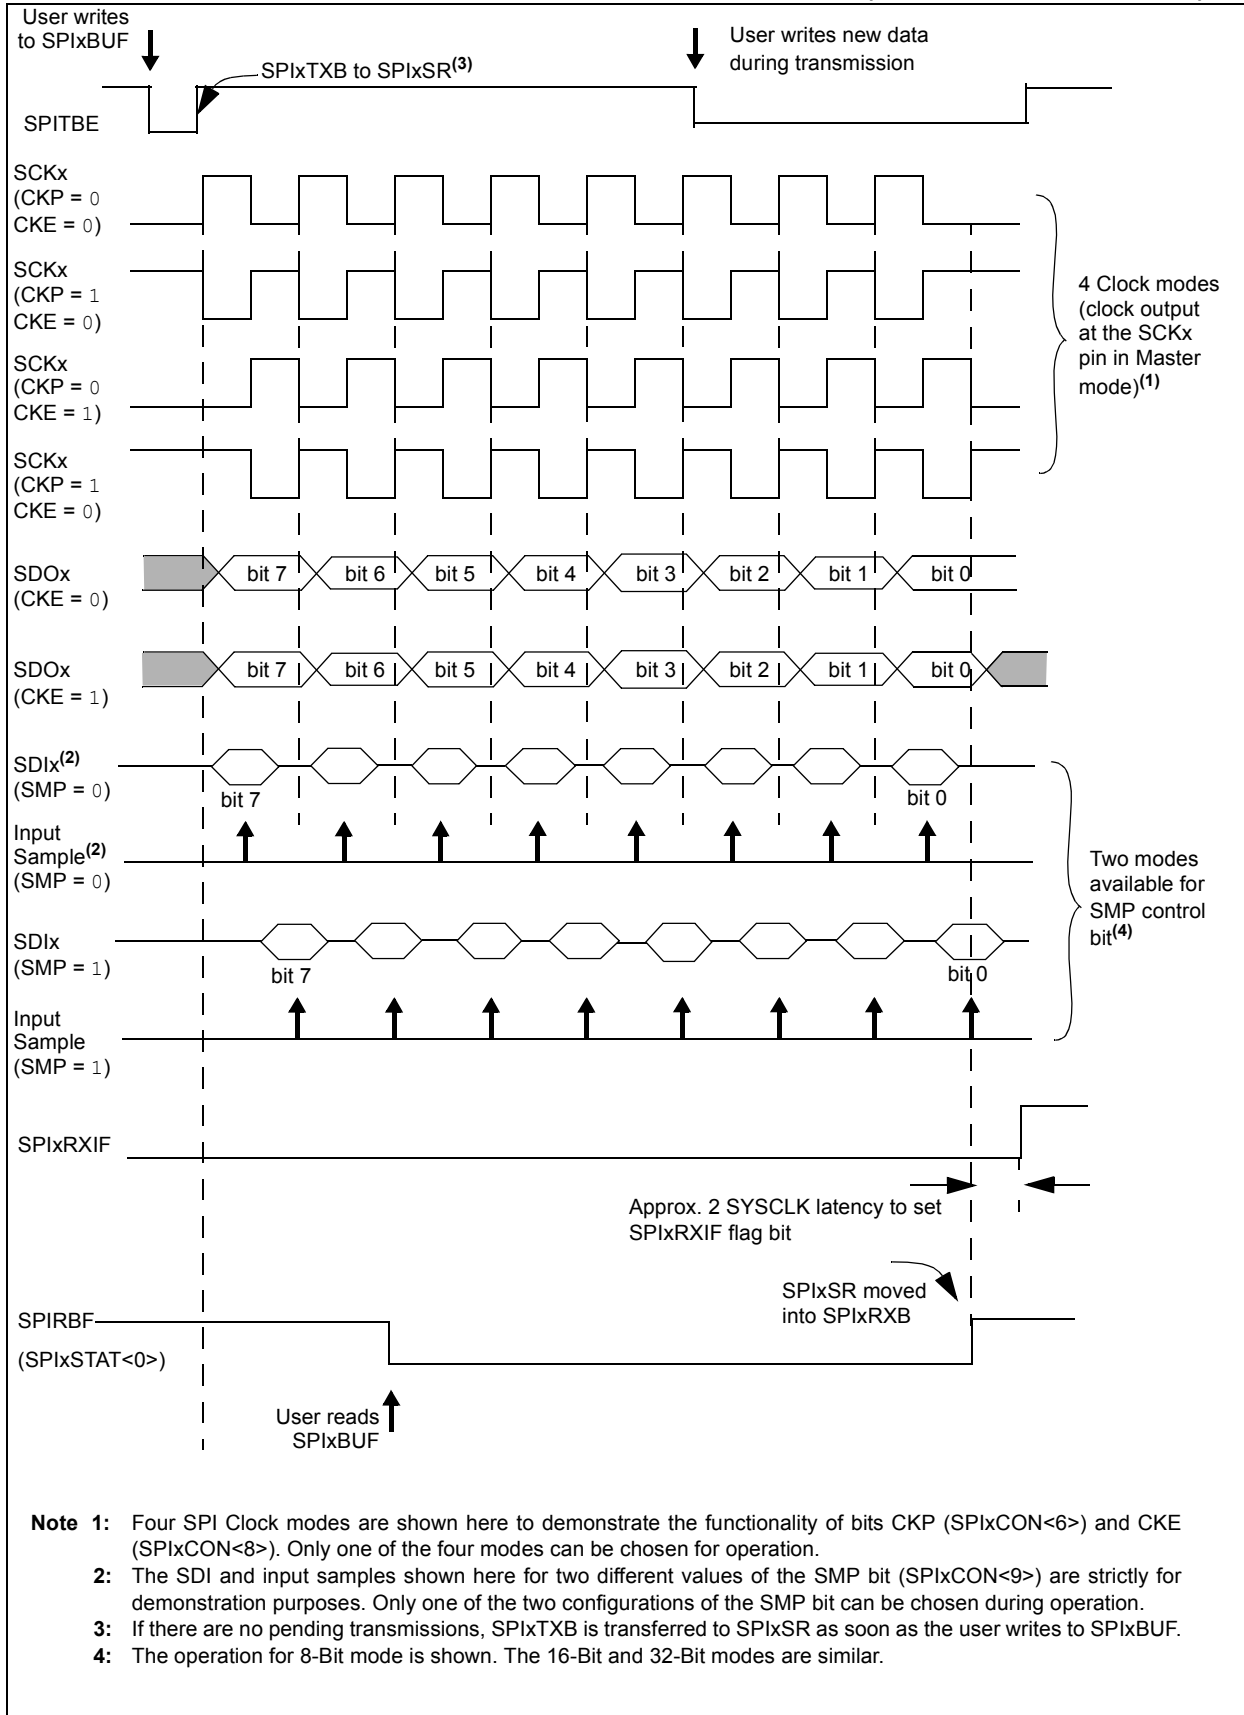 User writes
to SPIxBUF
User writes new data
during transmission
SPIxTXB to SPIxSR(3)
SPITBE
SCKx
(CKP = 0
CKE = 0)
SCKx
(CKP = 1
CKE = 0)
SCKx
(CKP = 0
CKE = 1)
SCKx
(CKP = 1
CKE = 0)
4 Clock modes
(clock output
at the SCKx
pin in Master
mode)(1)
SDOx
(CKE = 0)
bit 7 bit 6 bit 5 bit 4 bit 3 bit 2 bit 1 bit 0
SDOx
(CKE = 1)
bit 7 bit 6 bit 5 bit 4 bit 3 bit 2 bit 1 bit 0
SDIx(2)
(SMP = 0)
bit 7 bit 0
Input
Sample(2)
(SMP = 0)
SDIx
(SMP = 1)
bit 7 bit 0
Input
Sample
(SMP = 1)
Two modes
available for
SMP control
bit(4)
SPIxRXIF
Approx. 2 SYSCLK latency to set
SPIxRXIF flag bit
SPIxSR moved
into SPIxRXB
SPIRBF
(SPIxSTAT<0>)
User reads
SPIxBUF
Note 1: Four SPI Clock modes are shown here to demonstrate the functionality of bits CKP (SPIxCON<6>) and CKE
(SPIxCON<8>). Only one of the four modes can be chosen for operation.
2: The SDI and input samples shown here for two different values of the SMP bit (SPIxCON<9>) are strictly for
demonstration purposes. Only one of the two configurations of the SMP bit can be chosen during operation.
3: If there are no pending transmissions, SPIxTXB is transferred to SPIxSR as soon as the user writes to SPIxBUF.
4: The operation for 8-Bit mode is shown. The 16-Bit and 32-Bit modes are similar.